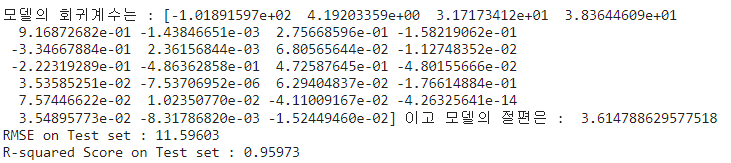 모델의 회귀계수는 : [-1.01891597e+02  4.19203359e+00  3.17173412e+01  3.83644609e+01
  9.16872682e-01 -1.43846651e-03  2.75668596e-01 -1.58219062e-01
 -3.34667884e-01  2.36156844e-03  6.80565644e-02 -1.12748352e-02
 -2.22319289e-01 -4.86362858e-01  4.72587645e-01 -4.80155666e-02
  3.53585251e-02 -7.53706952e-06  6.29404837e-02 -1.76614884e-01
  7.57446622e-02  1.02350770e-02 -4.11009167e-02 -4.26325641e-14
  3.54895773e-02 -8.31786820e-03 -1.52449460e-02] 이고 모델의 절편은 :  3.614788629577518
RMSE on Test set : 11.59603
R-squared Score on Test set : 0.95973